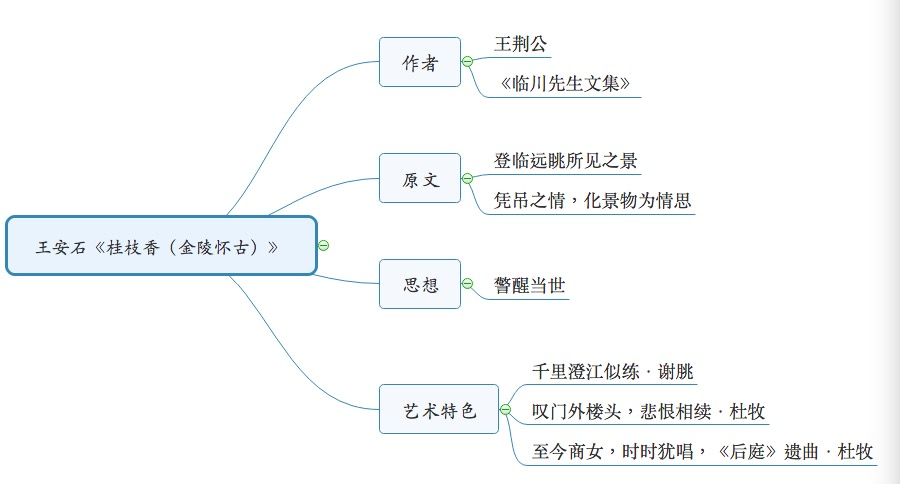 王安石《桂枝香（金陵怀古）》
作者
王荆公
《临川先生文集》
原文
登临远眺所见之景
凭吊之情，化景物为情思
思想
警醒当世
艺术特色
千里澄江似练·谢朓
叹门外楼头，悲恨相续·杜牧
至今商女，时时犹唱，《后庭》遗曲·杜牧